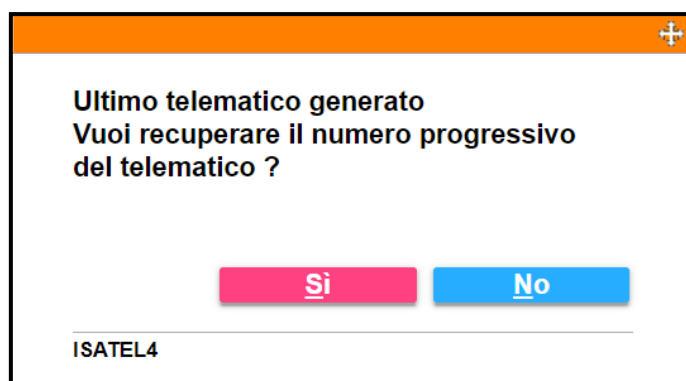 Ultimo telematico generato
Vuoi recuperare il numero progressivo
del telematico ?
Sì
No
ISATEL4